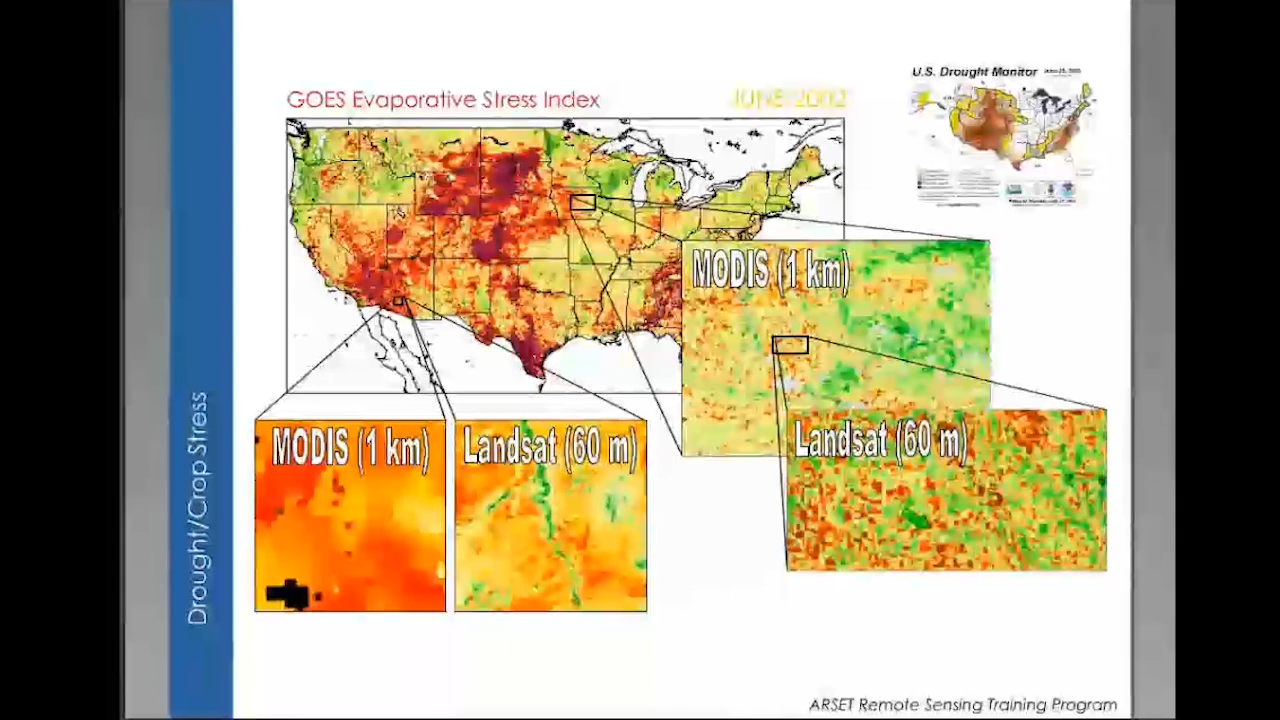 Drought/Crop Stress
GOES Evaporative Stress Index
JUNE 2002
U.S. Drought Monitor
MODIS (1 km)
MODIS (1 km)
Landsat (60 m)
Landsat (60 m)
ARSET Remote Sensing Training Program